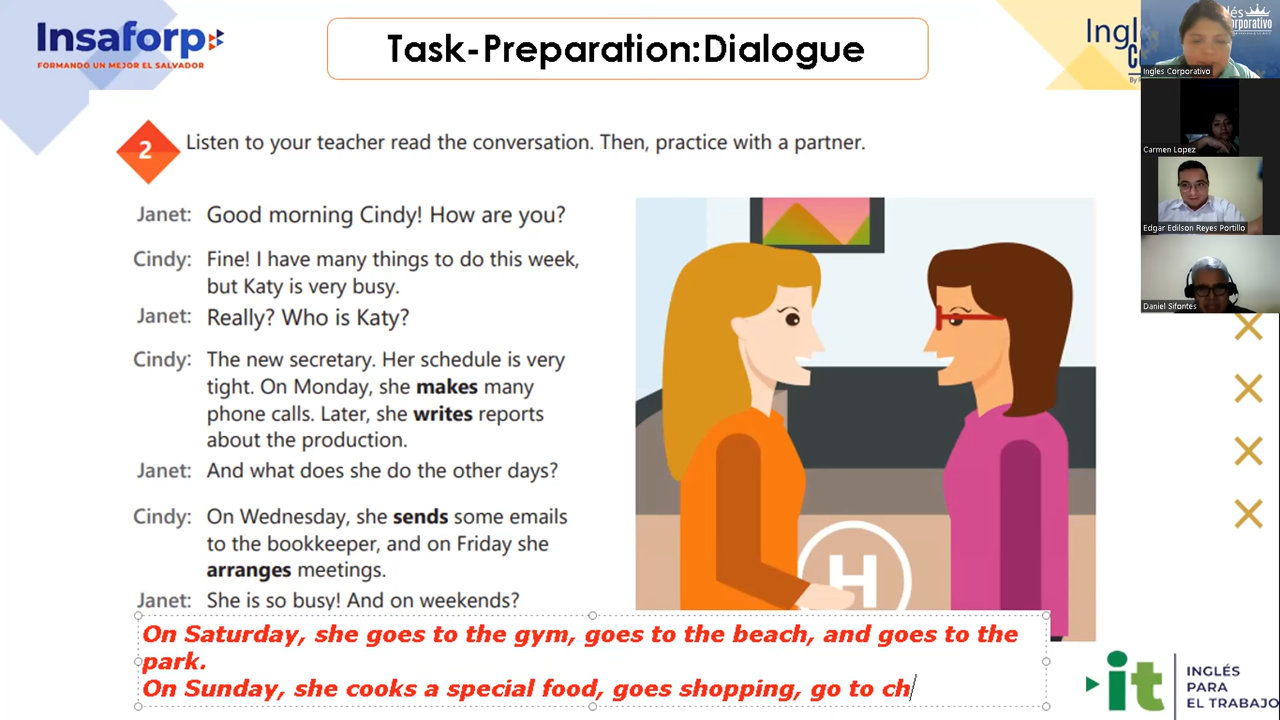 Insaforp
FORMANDO UN MEJOR EL SALVADOR
Task-Preparation:Dialogue
2
Listen to your teacher read the conversation. Then, practice with a partner.
Janet: Good morning Cindy! How are you?
Cindy: Fine! I have many things to do this week,
but Katy is very busy.
Janet: Really? Who is Katy?
Cindy: The new secretary. Her schedule is very
tight. On Monday, she makes many
phone calls. Later, she writes reports
about the production.
Janet: And what does she do the other days?
Cindy: On Wednesday, she sends some emails
to the bookkeeper, and on Friday she
arranges meetings.
Janet: She is so busy! And on weekends?
On Saturday, she goes to the gym, goes to the beach, and goes to the
park.
On Sunday, she cooks a special food, goes shopping, go to ch
H
Ingles Corporativo
Carmen Lopez
Edgar Edilson Reyes Portillo
Daniel Sifontes
it
INGLÉS
PARA
EL TRABAJO